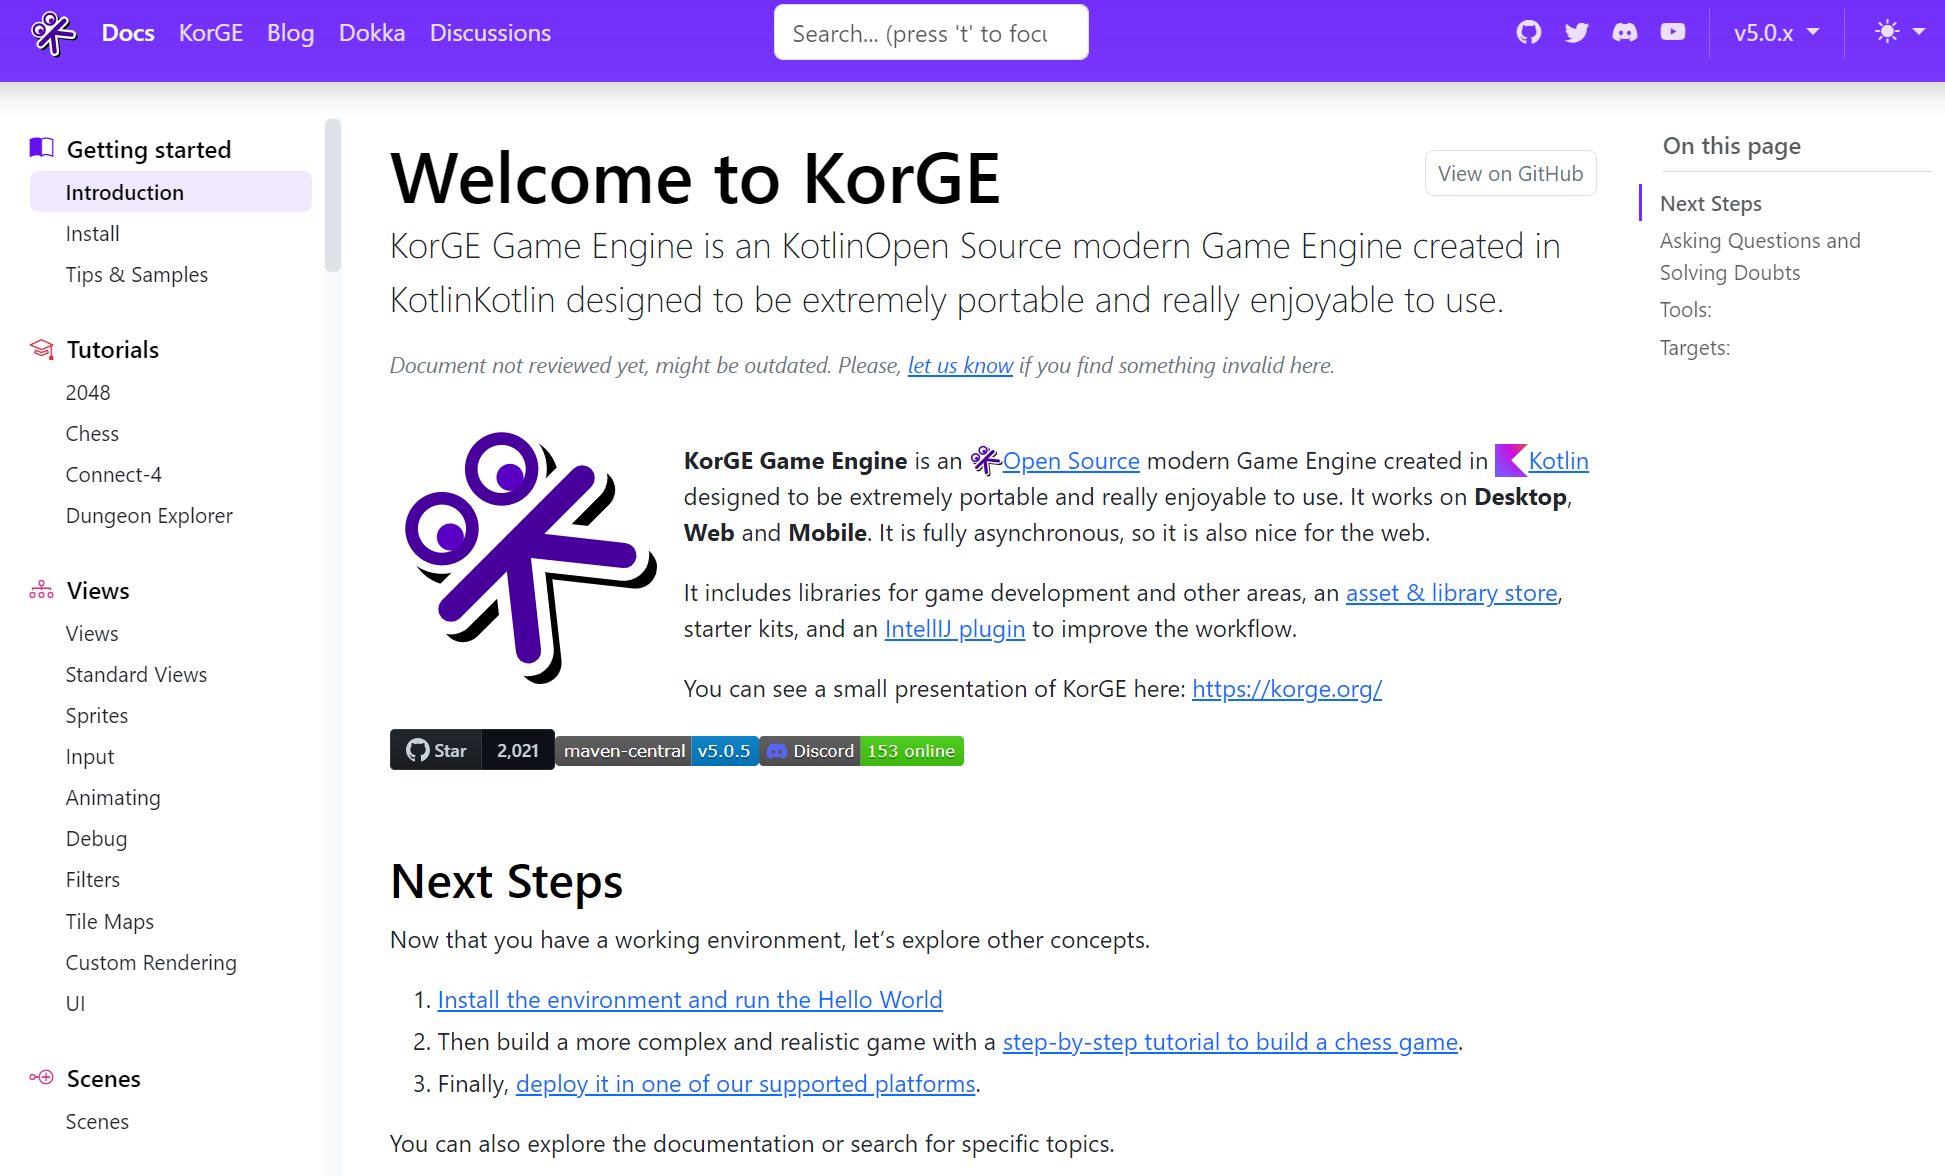 Docs KorGE Blog Dokka Discussions
Search... (press 't' to focu
v5.0.x
Getting started
Introduction
Install
Tips & Samples
Tutorials
2048
Chess
Connect-4
Dungeon Explorer
Views
Views
Standard Views
Sprites
Input
Animating
Debug
Filters
Tile Maps
Custom Rendering
UI
Scenes
Scenes
Welcome to KorGE
View on GitHub
KorGE Game Engine is an KotlinOpen Source modern Game Engine created in
KotlinKotlin designed to be extremely portable and really enjoyable to use.
Document not reviewed yet, might be outdated. Please, let us know if you find something invalid here.
KorGE Game Engine is an Open Source modern Game Engine created in Kotlin
designed to be extremely portable and really enjoyable to use. It works on Desktop,
Web and Mobile. It is fully asynchronous, so it is also nice for the web.
It includes libraries for game development and other areas, an asset & library store,
starter kits, and an IntellIJ plugin to improve the workflow.
You can see a small presentation of KorGE here: https://korge.org/
Star 2,021 maven-central v5.0.5 Discord 153 online
Next Steps
Now that you have a working environment, let’s explore other concepts.
1. Install the environment and run the Hello World
2. Then build a more complex and realistic game with a step-by-step tutorial to build a chess game.
3. Finally, deploy it in one of our supported platforms.
You can also explore the documentation or search for specific topics.
On this page
Next Steps
Asking Questions and
Solving Doubts
Tools:
Targets: